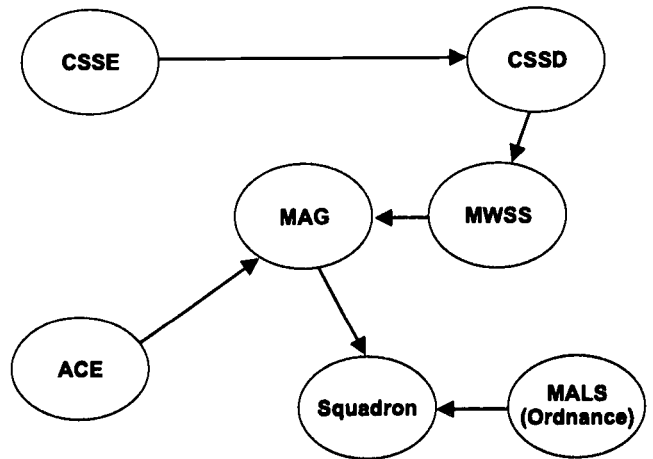 CSSE
CSSD
MAG
MWSS
ACE
Squadron
MALS
(Ordnance)